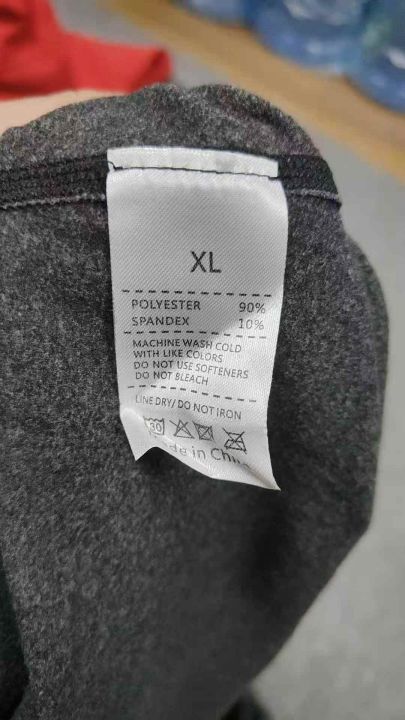 XL
POLYESTER 90%
SPANDEX 10%
MACHINE WASH COLD
WITH LIKE COLORS
DO NOT USE SOFTENERS
DO NOT BLEACH
LINE DRY/ DO NOT IRON
30
in